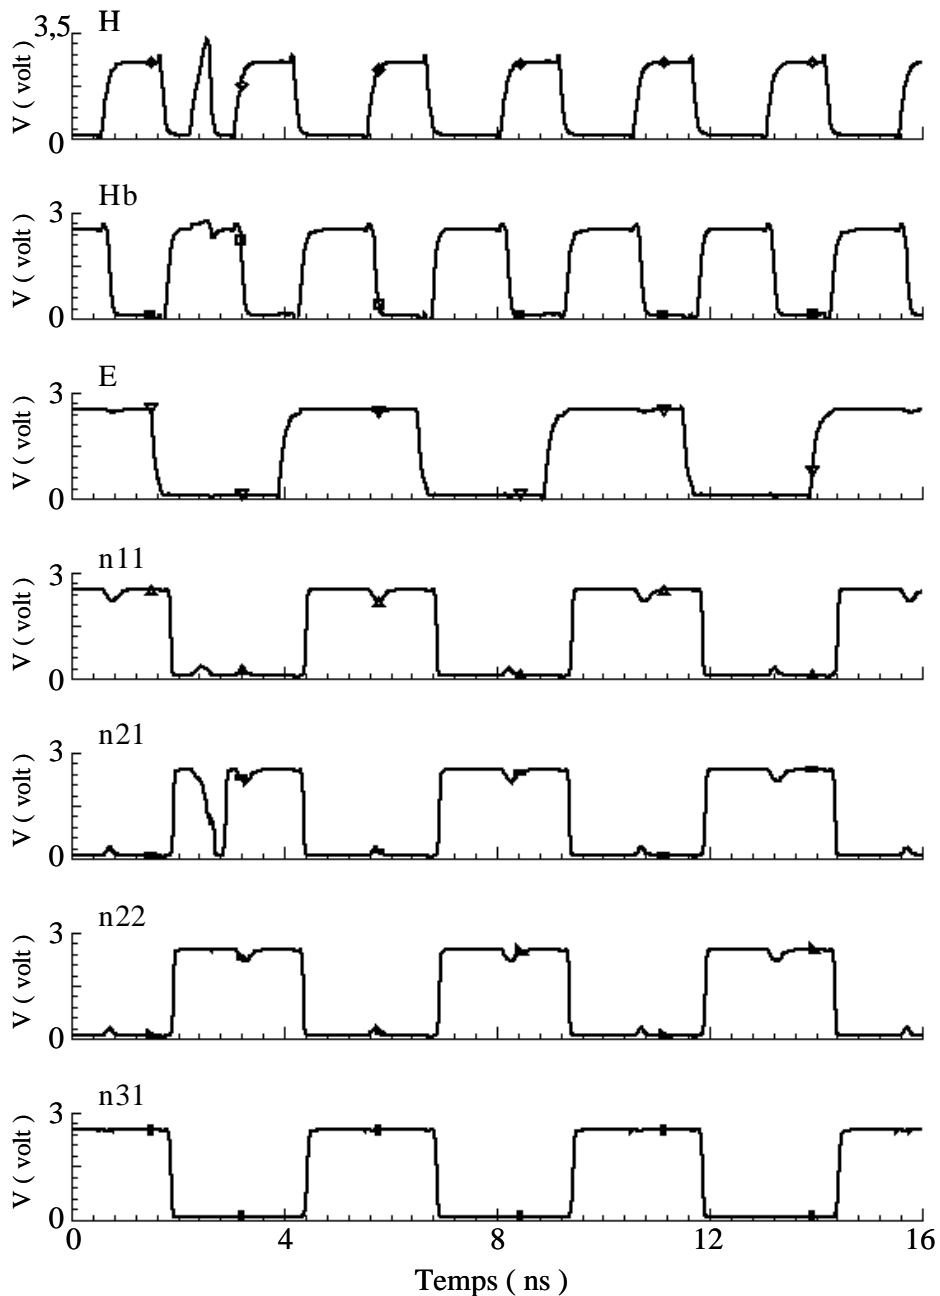 H
3,5
V ( volt )
0
Hb
3
V ( volt )
0
E
3
V ( volt )
0
n11
3
V ( volt )
0
n21
3
V ( volt )
0
n22
3
V ( volt )
0
n31
3
V ( volt )
0
0 4 8 12 16
Temps ( ns )